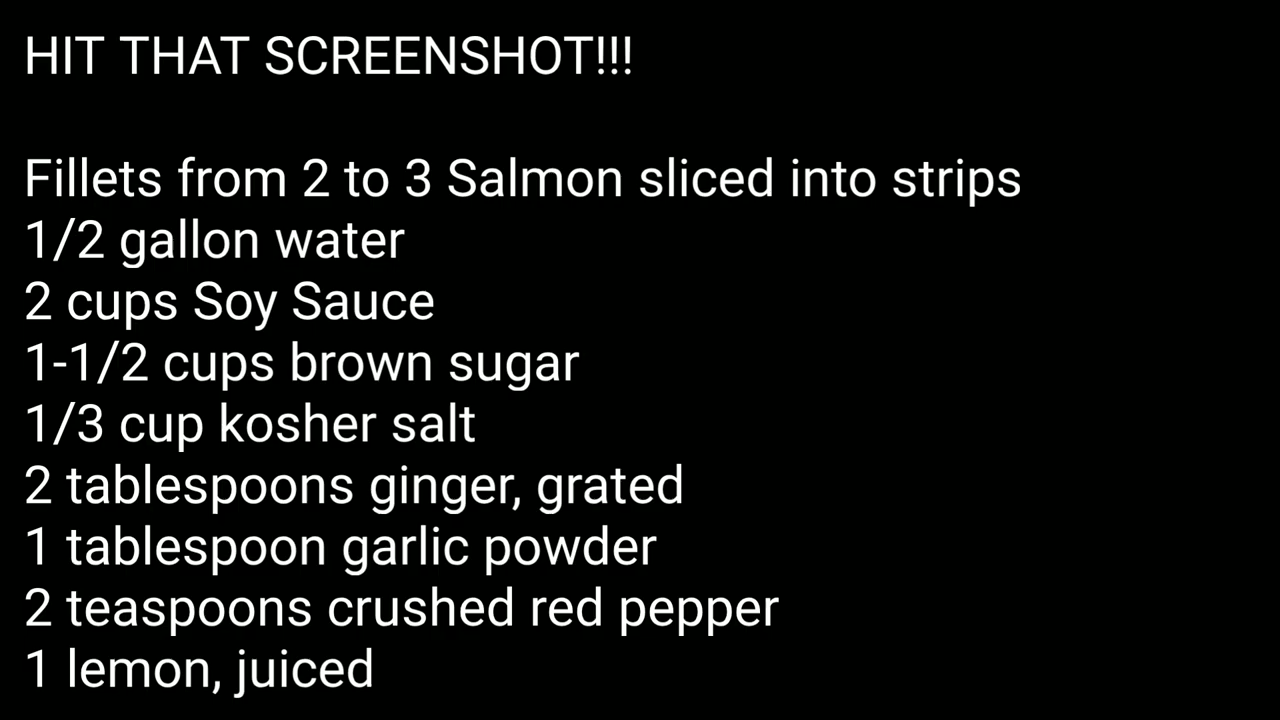 HIT THAT SCREENSHOT!!!
Fillets from 2 to 3 Salmon sliced into strips
1/2 gallon water
2 cups Soy Sauce
1-1/2 cups brown sugar
1/3 cup kosher salt
2 tablespoons ginger, grated
1 tablespoon garlic powder
2 teaspoons crushed red pepper
1 lemon, juiced